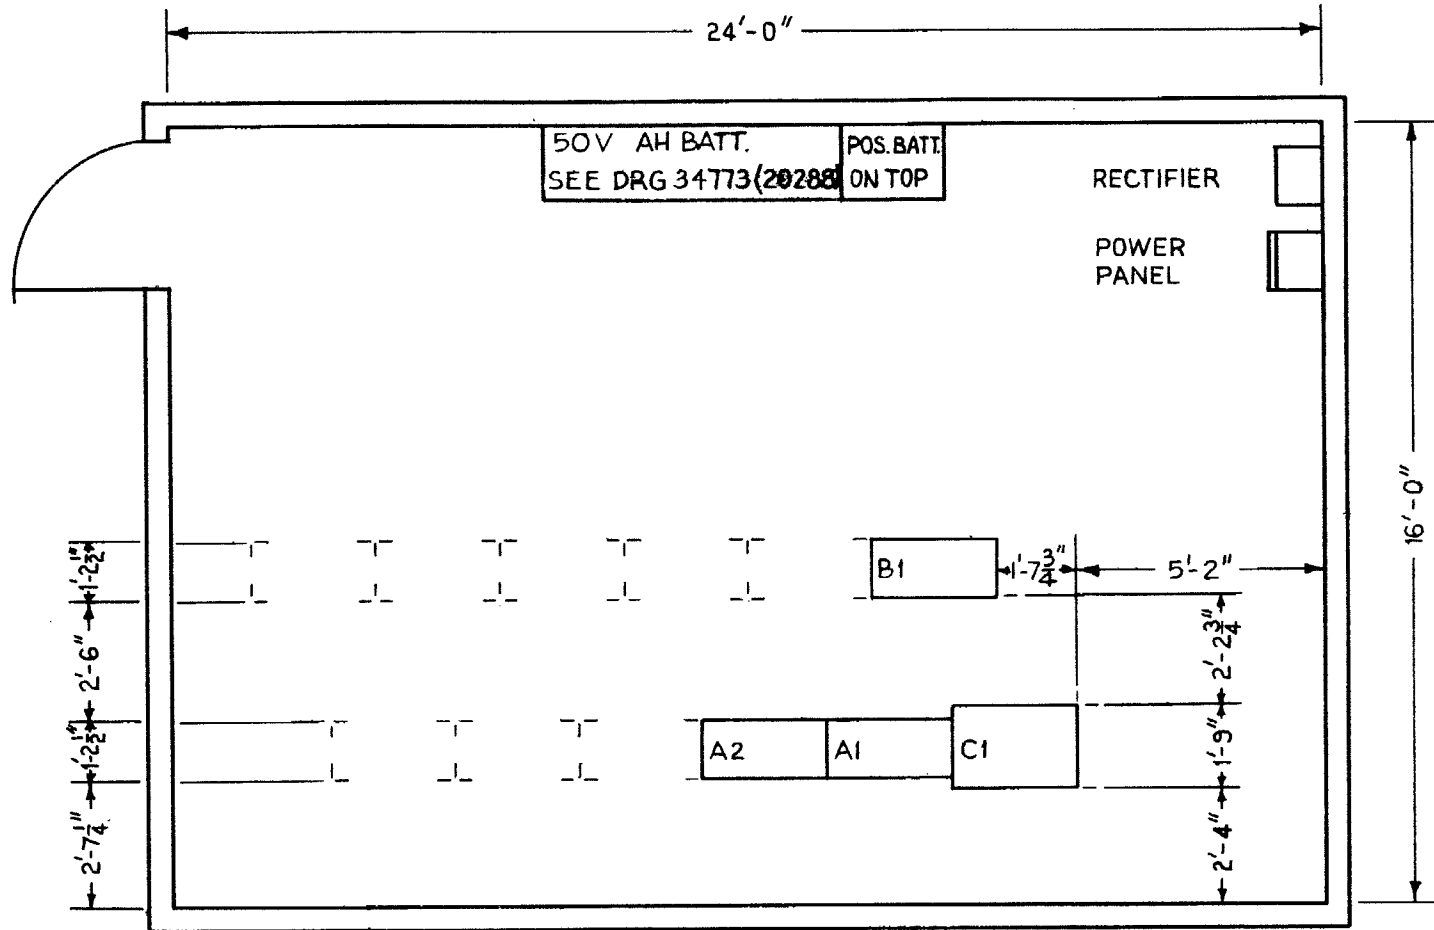 24'-0"
50V AH BATT.
SEE DRG 34773(20288)
POS. BATT.
ON TOP
RECTIFIER
POWER
PANEL
16'-0"
1'-2½"
2'-6"
1'-2½"
2'-7¼"
B1
1'-7¾"
5'-2"
2'-2¾"
A2
A1
C1
1'-9"
2'-4"